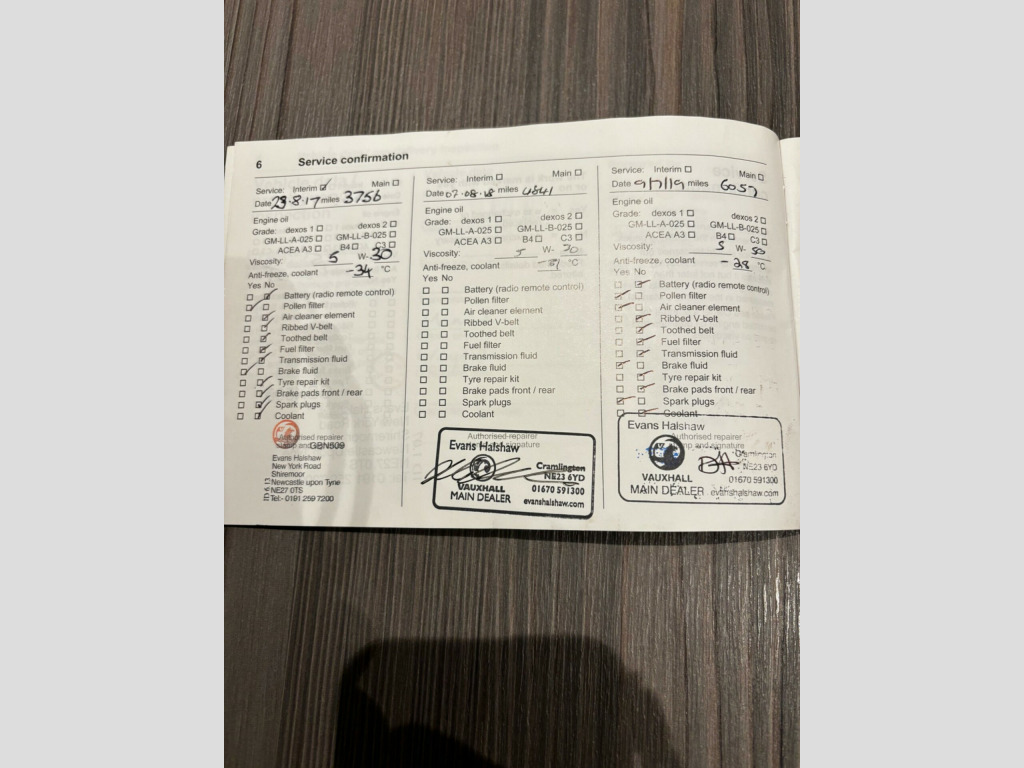 6 Service confirmation
Service: Interim Main
Date 23.8.17 miles 3756
Engine oil
Grade: dexos 1 dexos 2
GM-LL-A-025 GM-LL-B-025
ACEA A3 B4 C3
Viscosity: 5 W- 30
Anti-freeze, coolant -34 °C
Yes No
Battery (radio remote control)
Pollen filter
Air cleaner element
Ribbed V-belt
Toothed belt
Fuel filter
Transmission fluid
Brake fluid
Tyre repair kit
Brake pads front / rear
Spark plugs
Coolant
Authorised repairer
GBN509
Evans Halshaw
New York Road
Shiremoor
Newcastle upon Tyne
NE27 0TS
Tel:- 0191 259 7200
Service: Interim Main
Date 07.08.18 miles 4841
Engine oil
Grade: dexos 1 dexos 2
GM-LL-A-025 GM-LL-B-025
ACEA A3 B4 C3
Viscosity: 5 W- 30
Anti-freeze, coolant °C
Yes No
Battery (radio remote control)
Pollen filter
Air cleaner element
Ribbed V-belt
Toothed belt
Fuel filter
Transmission fluid
Brake fluid
Tyre repair kit
Brake pads front / rear
Spark plugs
Coolant
Authorised repairer
signature
Evans Halshaw
Cramlington
NE23 6YD
VAUXHALL 01670 591300
MAIN DEALER evanshalshaw.com
Service: Interim Main
Date 9/7/19 miles 6057
Engine oil
Grade: dexos 1 dexos 2
GM-LL-A-025 GM-LL-B-025
ACEA A3 B4 C3
Viscosity: 5 W-
Anti-freeze, coolant -28 °C
Yes No
Battery (radio remote control)
Pollen filter
Air cleaner element
Ribbed V-belt
Toothed belt
Fuel filter
Transmission fluid
Brake fluid
Tyre repair kit
Brake pads front / rear
Spark plugs
Coolant
Evans Halshaw
Authorised repairer
signature
Cramlington
NE23 6YD
VAUXHALL 01670 591300
MAIN DEALER evanshalshaw.com